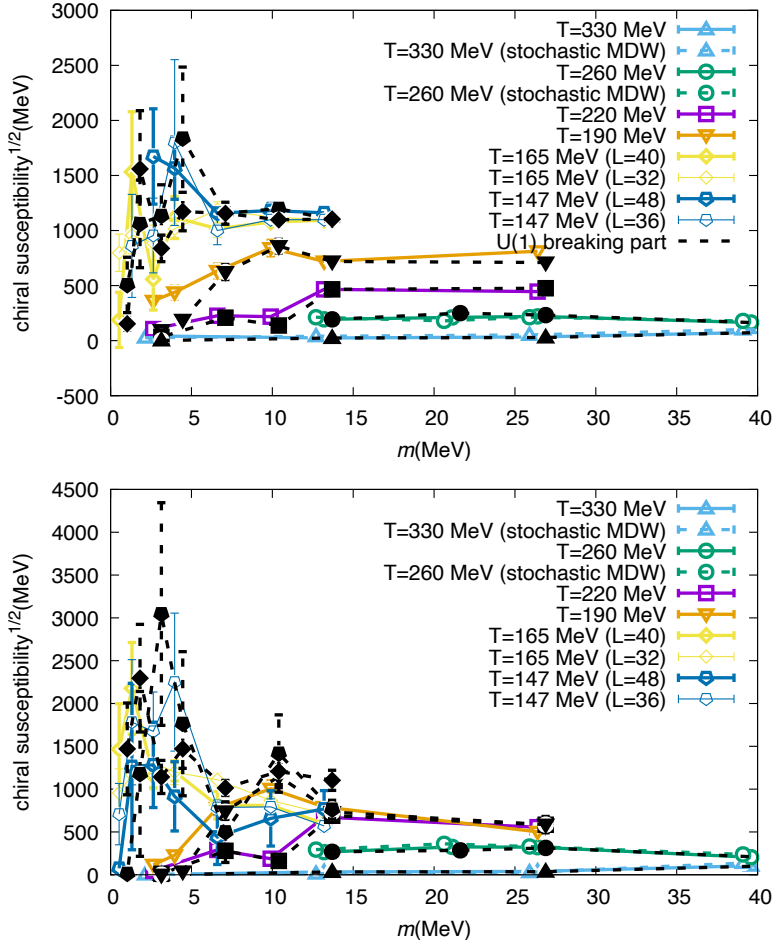 3000
2500
2000
1500
1000
500
0
-500
chiral susceptibility^1/2(MeV)
T=330 MeV
T=330 MeV (stochastic MDW)
T=260 MeV
T=260 MeV (stochastic MDW)
T=220 MeV
T=190 MeV
T=165 MeV (L=40)
T=165 MeV (L=32)
T=147 MeV (L=48)
T=147 MeV (L=36)
U(1) breaking part
0 5 10 15 20 25 30 35 40
m(MeV)
4500
4000
3500
3000
2500
2000
1500
1000
500
0
chiral susceptibility^1/2(MeV)
T=330 MeV
T=330 MeV (stochastic MDW)
T=260 MeV
T=260 MeV (stochastic MDW)
T=220 MeV
T=190 MeV
T=165 MeV (L=40)
T=165 MeV (L=32)
T=147 MeV (L=48)
T=147 MeV (L=36)
0 5 10 15 20 25 30 35 40
m(MeV)